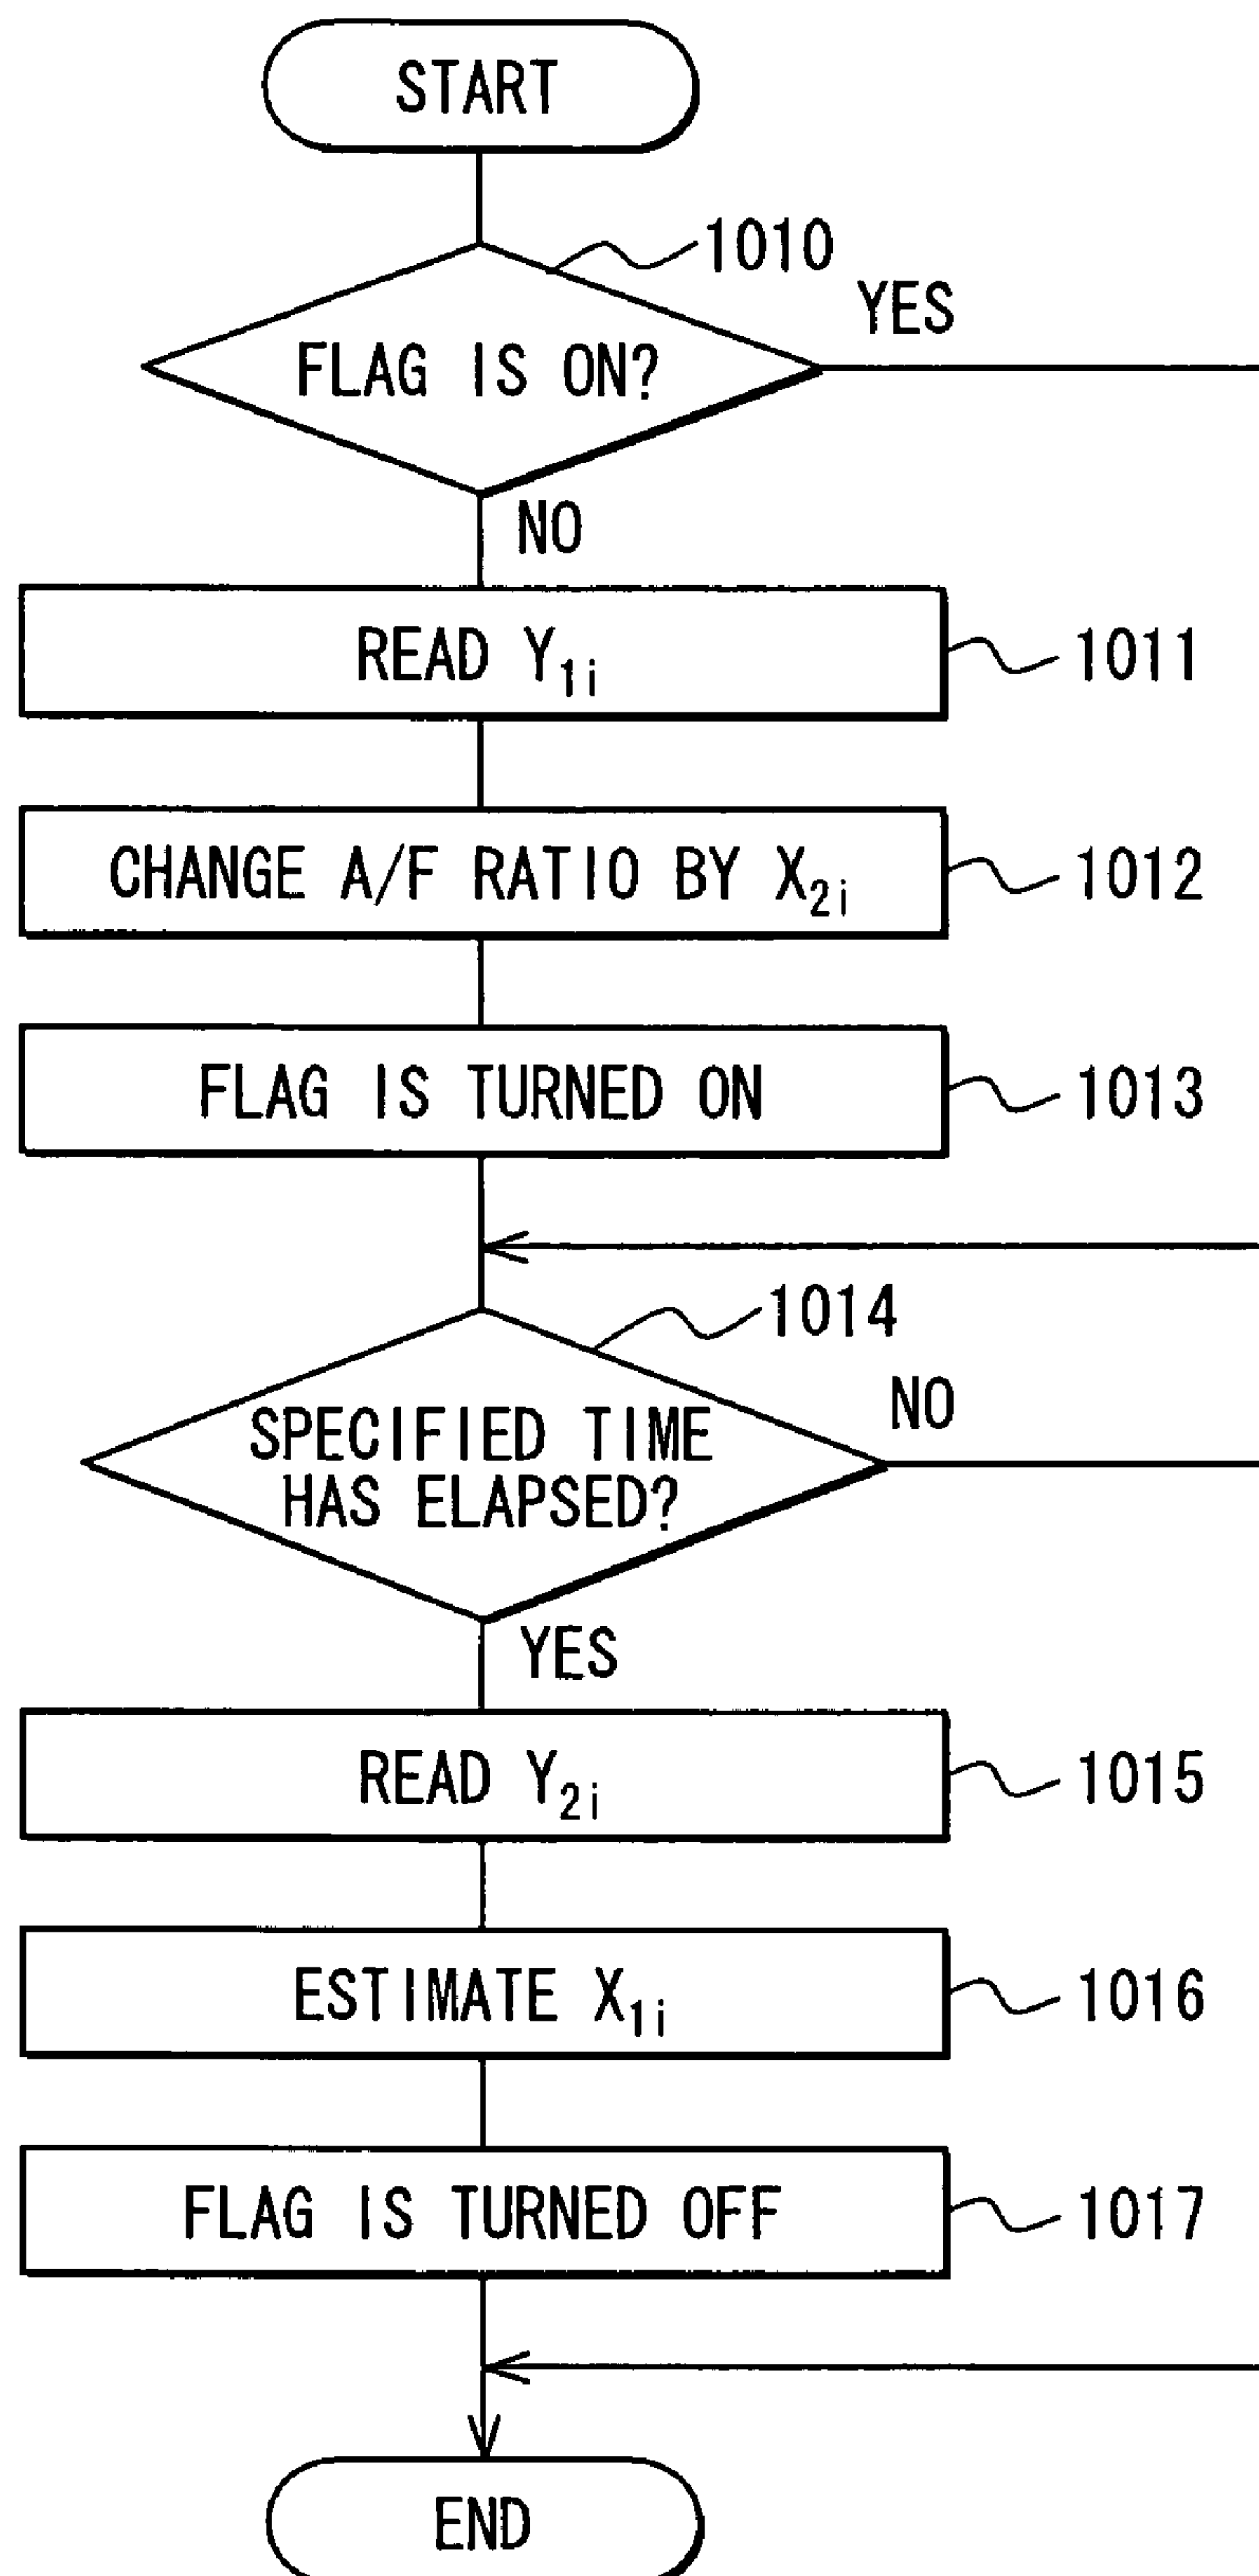 START
1010
YES
FLAG IS ON?
NO
READ Y1i
1011
CHANGE A/F RATIO BY X2i
1012
FLAG IS TURNED ON
1013
1014
NO
SPECIFIED TIME
HAS ELAPSED?
YES
READ Y2i
1015
ESTIMATE X1i
1016
FLAG IS TURNED OFF
1017
END